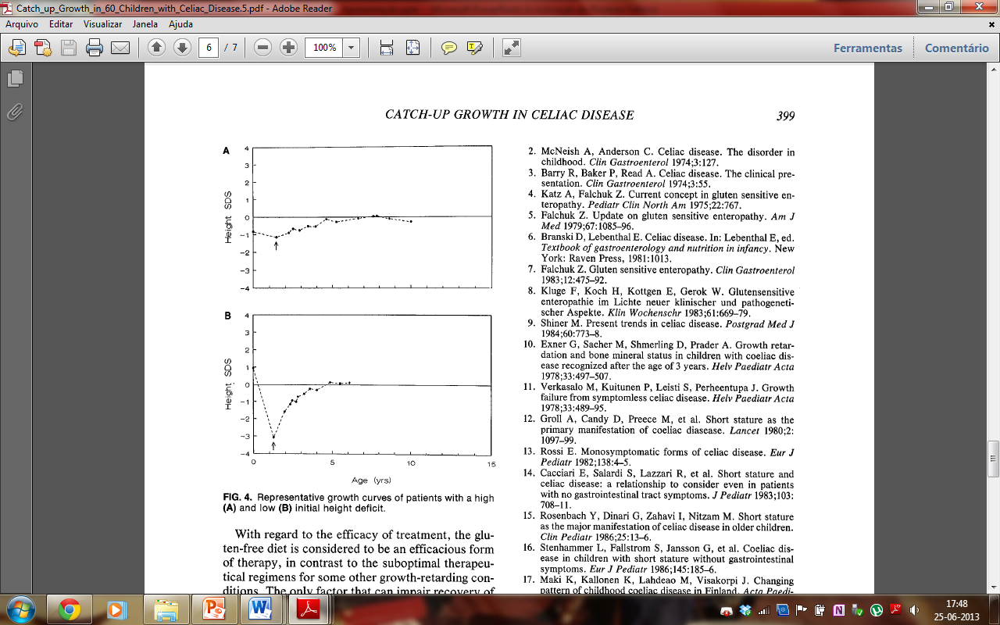 Catch_up_Growth_in_60_Children_with_Celiac_Disease.5.pdf - Adobe Reader
Arquivo Editar Visualizar Janela Ajuda
6 / 7 100% Ferramentas Comentário
CATCH-UP GROWTH IN CELIAC DISEASE 399
A
4
3
2
1
0
−1
−2
−3
−4
Height SDS
B
4
3
2
1
0
−1
−2
−3
−4
Height SDS
0 5 10 15
Age (yrs)
FIG. 4. Representative growth curves of patients with a high
(A) and low (B) initial height deficit.
With regard to the efficacy of treatment, the glu-
ten-free diet is considered to be an efficacious form
of therapy, in contrast to the suboptimal therapeu-
tical regimens for some other growth-retarding con-
ditions. The only factor that can impair recovery of
2. McNeish A, Anderson C. Celiac disease. The disorder in
childhood. Clin Gastroenterol 1974;3:127.
3. Barry R, Baker P, Read A. Celiac disease. The clinical pre-
sentation. Clin Gastroenterol 1974;3:55.
4. Katz A, Falchuk Z. Current concept in gluten sensitive en-
teropathy. Pediatr Clin North Am 1975;22:767.
5. Falchuk Z. Update on gluten sensitive enteropathy. Am J
Med 1979;67:1085–96.
6. Branski D, Lebenthal E. Celiac disease. In: Lebenthal E, ed.
Textbook of gastroenterology and nutrition in infancy. New
York: Raven Press, 1981:1013.
7. Falchuk Z. Gluten sensitive enteropathy. Clin Gastroenterol
1983;12:475–92.
8. Kluge F, Koch H, Kottgen E, Gerok W. Glutensensitive
enteropathie im Lichte neuer klinischer und pathogeneti-
scher Aspekte. Klin Wochenschr 1983;61:669–79.
9. Shiner M. Present trends in celiac disease. Postgrad Med J
1984;60:773–8.
10. Exner G, Sacher M, Shmerling D, Prader A. Growth retar-
dation and bone mineral status in children with coeliac dis-
ease recognized after the age of 3 years. Helv Paediatr Acta
1978;33:497–507.
11. Verkasalo M, Kuitunen P, Leisti S, Perheentupa J. Growth
failure from symptomless celiac disease. Helv Paediatr Acta
1978;33:489–95.
12. Groll A, Candy D, Preece M, et al. Short stature as the
primary manifestation of coeliac diasease. Lancet 1980;2:
1097–99.
13. Rossi E. Monosymptomatic forms of celiac disease. Eur J
Pediatr 1982;138:4–5.
14. Cacciari E, Salardi S, Lazzari R, et al. Short stature and
celiac disease: a relationship to consider even in patients
with no gastrointestinal tract symptoms. J Pediatr 1983;103:
708–11.
15. Rosenbach Y, Dinari G, Zahavi I, Nitzam M. Short stature
as the major manifestation of celiac disease in older children.
Clin Pediatr 1986;25:13–6.
16. Stenhammer L, Fallstrom S, Jansson G, et al. Coeliac dis-
ease in children with short stature without gastrointestinal
symptoms. Eur J Pediatr 1986;145:185–6.
17. Maki K, Kallonen K, Lahdeao M, Visakorpi J. Changing
pattern of childhood coeliac disease in Finland. Acta Paedi-
17:48
25-06-2013